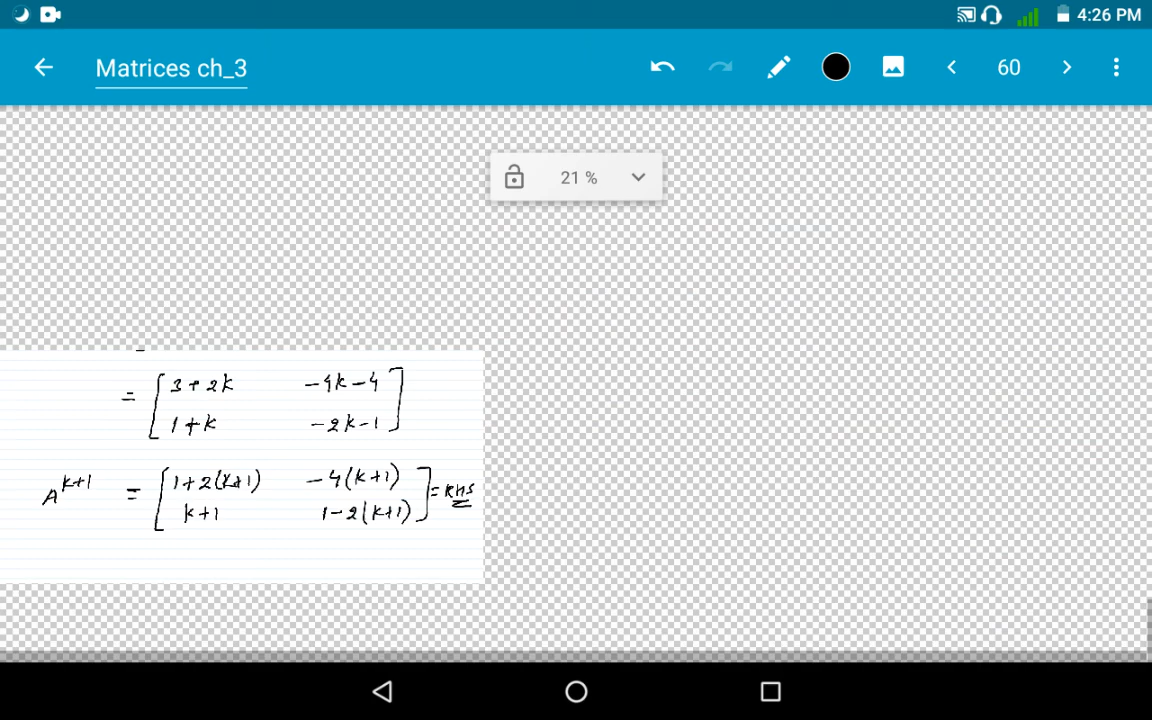 4:26 PM
Matrices ch_3
60
21 %
= [ 3 + 2k   -4k - 4 ]
[ 1 + k   -2k - 1 ]
A^{k+1} = [ 1 + 2(k+1)   -4(k+1) ] = RHS
[ k+1   1 - 2(k+1) ]